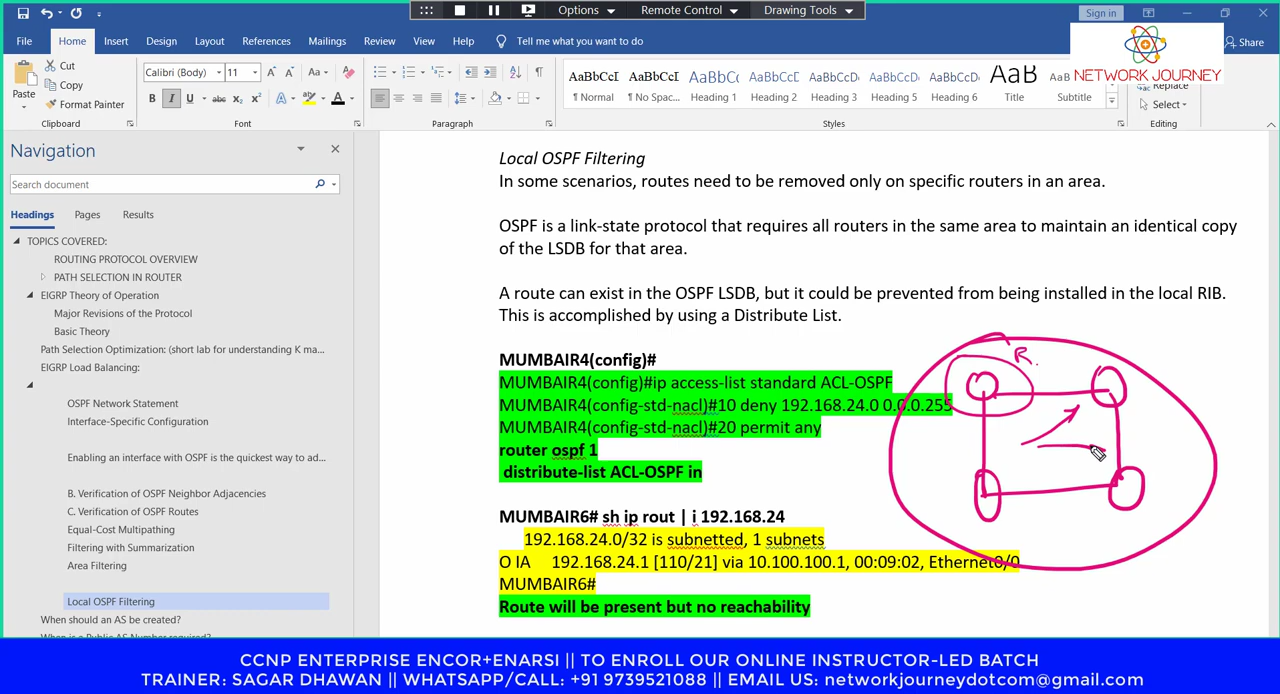 Options
Remote Control
Drawing Tools
Sign in
File Home Insert Design Layout References Mailings Review View Help Tell me what you want to do
Share
NETWORK JOURNEY
Paste
Cut
Copy
Format Painter
Clipboard
Calibri (Body) 11
Aa
B I U abc x₂ x²
A
Font
Paragraph
AaBbCcDc AaBbCcDc AaBbCc AaBbCcDc AaBbCcDc AaBbCcDc AaBbCcDc AaB
¶ Normal ¶ No Spac... Heading 1 Heading 2 Heading 3 Heading 5 Heading 6 Title Subtitle
Styles
Replace
Select
Editing
Navigation
Search document
Headings Pages Results
TOPICS COVERED:
ROUTING PROTOCOL OVERVIEW
PATH SELECTION IN ROUTER
EIGRP Theory of Operation
Major Revisions of the Protocol
Basic Theory
Path Selection Optimization: (short lab for understanding K ma...
EIGRP Load Balancing:
OSPF Network Statement
Interface-Specific Configuration
Enabling an interface with OSPF is the quickest way to ad...
B. Verification of OSPF Neighbor Adjacencies
C. Verification of OSPF Routes
Equal-Cost Multipathing
Filtering with Summarization
Area Filtering
Local OSPF Filtering
When should an AS be created?
When is a Public AS Number required?
Local OSPF Filtering
In some scenarios, routes need to be removed only on specific routers in an area.
OSPF is a link-state protocol that requires all routers in the same area to maintain an identical copy
of the LSDB for that area.
A route can exist in the OSPF LSDB, but it could be prevented from being installed in the local RIB.
This is accomplished by using a Distribute List.
MUMBAIR4(config)#
MUMBAIR4(config)#ip access-list standard ACL-OSPF
MUMBAIR4(config-std-nacl)#10 deny 192.168.24.0 0.0.0.255
MUMBAIR4(config-std-nacl)#20 permit any
router ospf 1
distribute-list ACL-OSPF in
R.
MUMBAIR6# sh ip rout | i 192.168.24
192.168.24.0/32 is subnetted, 1 subnets
O IA 192.168.24.1 [110/21] via 10.100.100.1, 00:09:02, Ethernet0/0
MUMBAIR6#
Route will be present but no reachability
CCNP ENTERPRISE ENCOR+ENARSI || TO ENROLL OUR ONLINE INSTRUCTOR-LED BATCH
TRAINER: SAGAR DHAWAN || WHATSAPP/CALL: +91 9739521088 || EMAIL US: networkjourneydotcom@gmail.com